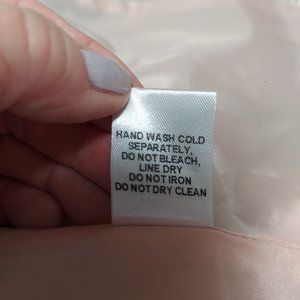 HAND WASH COLD
SEPARATELY,
DO NOT BLEACH,
LINE DRY
DO NOT IRON
DO NOT DRY CLEAN